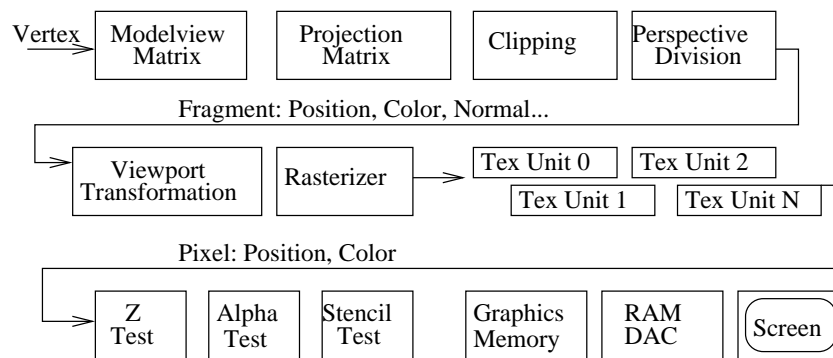 Vertex
Modelview
Matrix
Projection
Matrix
Clipping
Perspective
Division
Fragment: Position, Color, Normal...
Viewport
Transformation
Rasterizer
Tex Unit 0
Tex Unit 2
Tex Unit 1
Tex Unit N
Pixel: Position, Color
Z
Test
Alpha
Test
Stencil
Test
Graphics
Memory
RAM
DAC
Screen